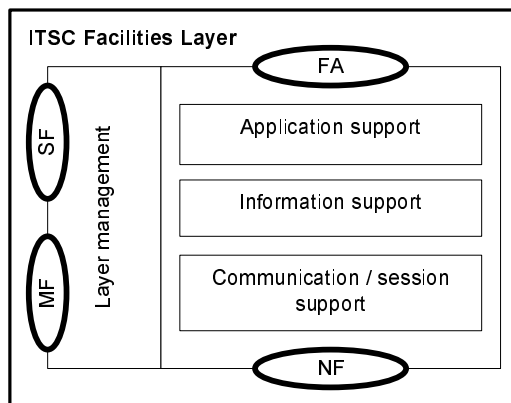 ITSC Facilities Layer
FA
SF
MF
Layer management
Application support
Information support
Communication / session
support
NF